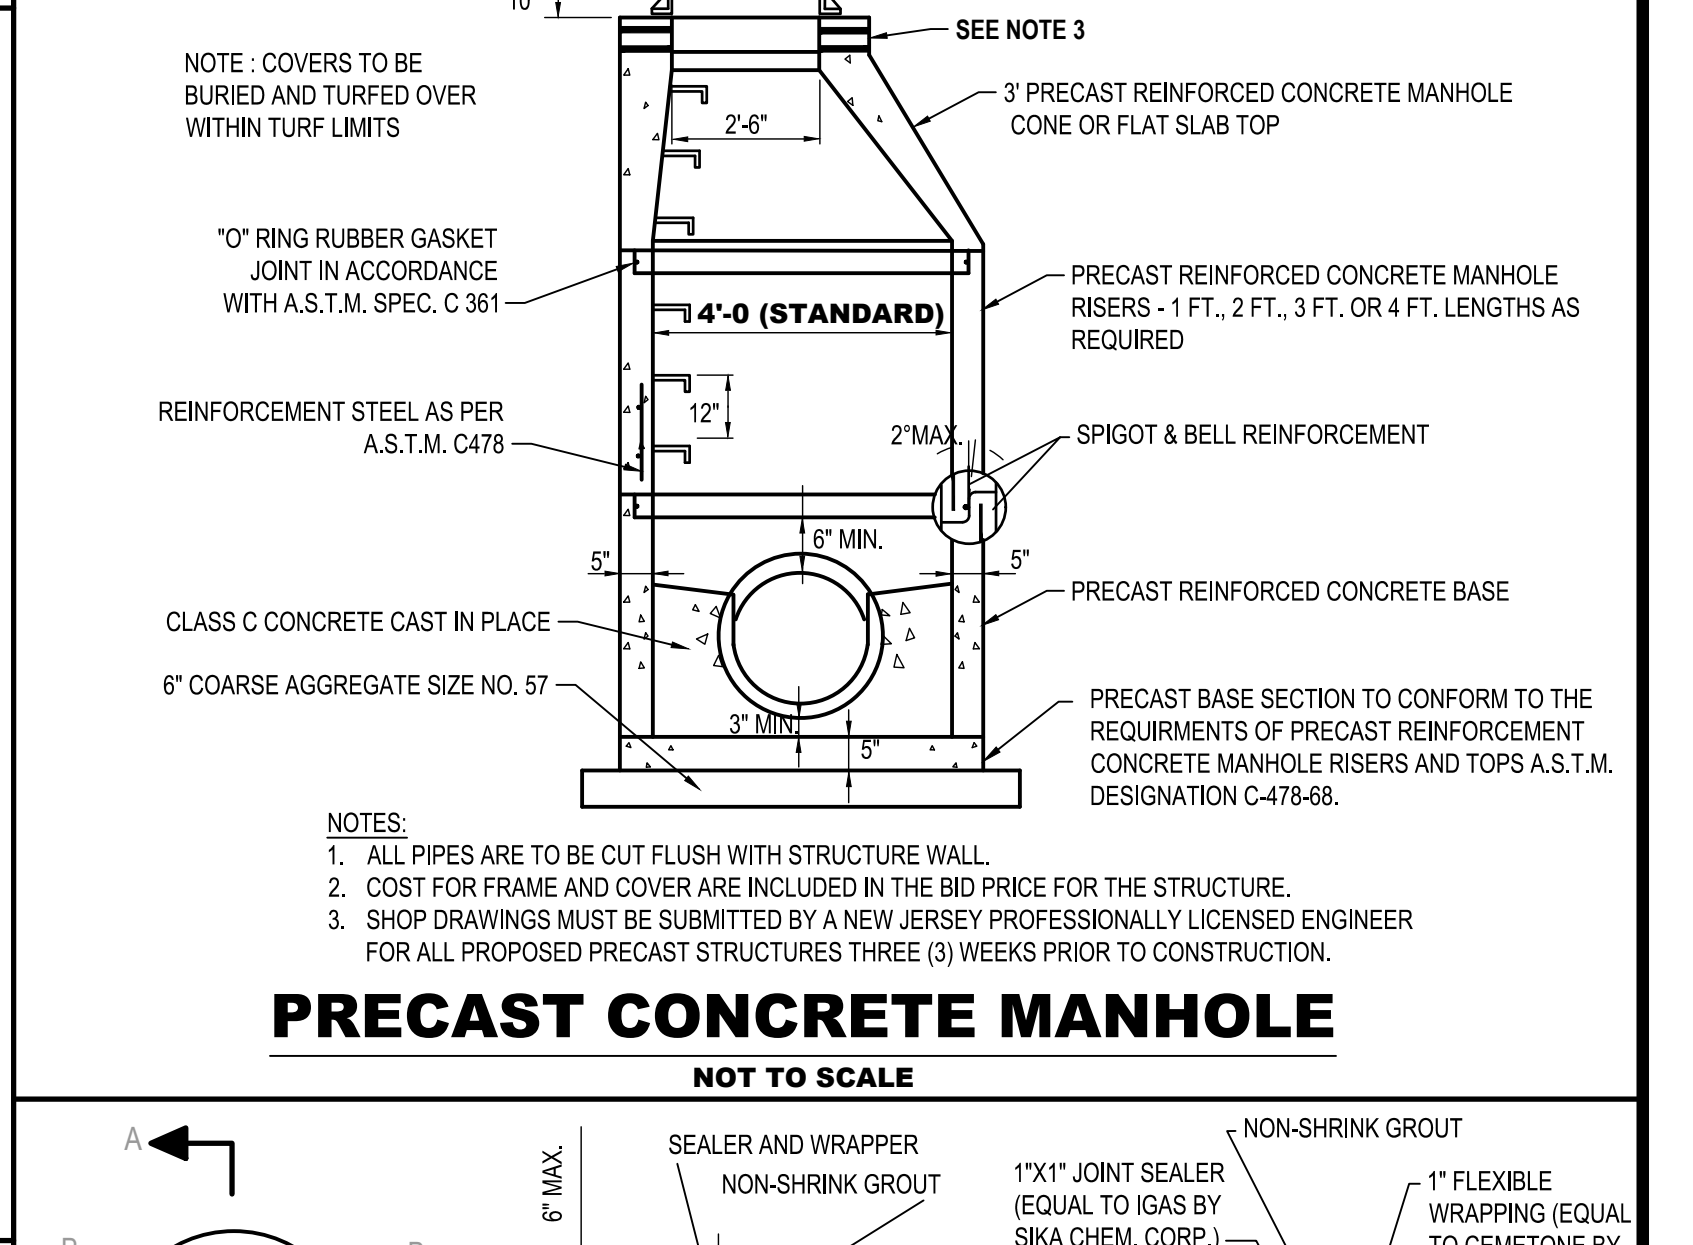 10
SEE NOTE 3
NOTE : COVERS TO BE
BURIED AND TURFED OVER
WITHIN TURF LIMITS
3' PRECAST REINFORCED CONCRETE MANHOLE
CONE OR FLAT SLAB TOP
2'-6"
"O" RING RUBBER GASKET
JOINT IN ACCORDANCE
WITH A.S.T.M. SPEC. C 361
PRECAST REINFORCED CONCRETE MANHOLE
RISERS - 1 FT., 2 FT., 3 FT. OR 4 FT. LENGTHS AS
REQUIRED
4'-0 (STANDARD)
REINFORCEMENT STEEL AS PER
A.S.T.M. C478
12"
2°MAX.
SPIGOT & BELL REINFORCEMENT
6" MIN.
5"
5"
PRECAST REINFORCED CONCRETE BASE
CLASS C CONCRETE CAST IN PLACE
6" COARSE AGGREGATE SIZE NO. 57
3" MIN.
5"
PRECAST BASE SECTION TO CONFORM TO THE
REQUIRMENTS OF PRECAST REINFORCEMENT
CONCRETE MANHOLE RISERS AND TOPS A.S.T.M.
DESIGNATION C-478-68.
NOTES:
1. ALL PIPES ARE TO BE CUT FLUSH WITH STRUCTURE WALL.
2. COST FOR FRAME AND COVER ARE INCLUDED IN THE BID PRICE FOR THE STRUCTURE.
3. SHOP DRAWINGS MUST BE SUBMITTED BY A NEW JERSEY PROFESSIONALLY LICENSED ENGINEER
FOR ALL PROPOSED PRECAST STRUCTURES THREE (3) WEEKS PRIOR TO CONSTRUCTION.
PRECAST CONCRETE MANHOLE
NOT TO SCALE
A
6" MAX.
SEALER AND WRAPPER
NON-SHRINK GROUT
NON-SHRINK GROUT
1"X1" JOINT SEALER
(EQUAL TO IGAS BY
SIKA CHEM. CORP.)
1" FLEXIBLE
WRAPPING (EQUAL